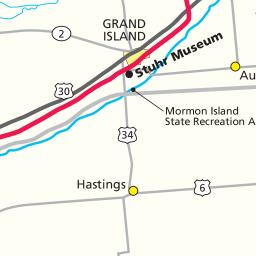 GRAND
ISLAND
2
Stuhr Museum
Au
30
Mormon Island
State Recreation A
34
Hastings
6